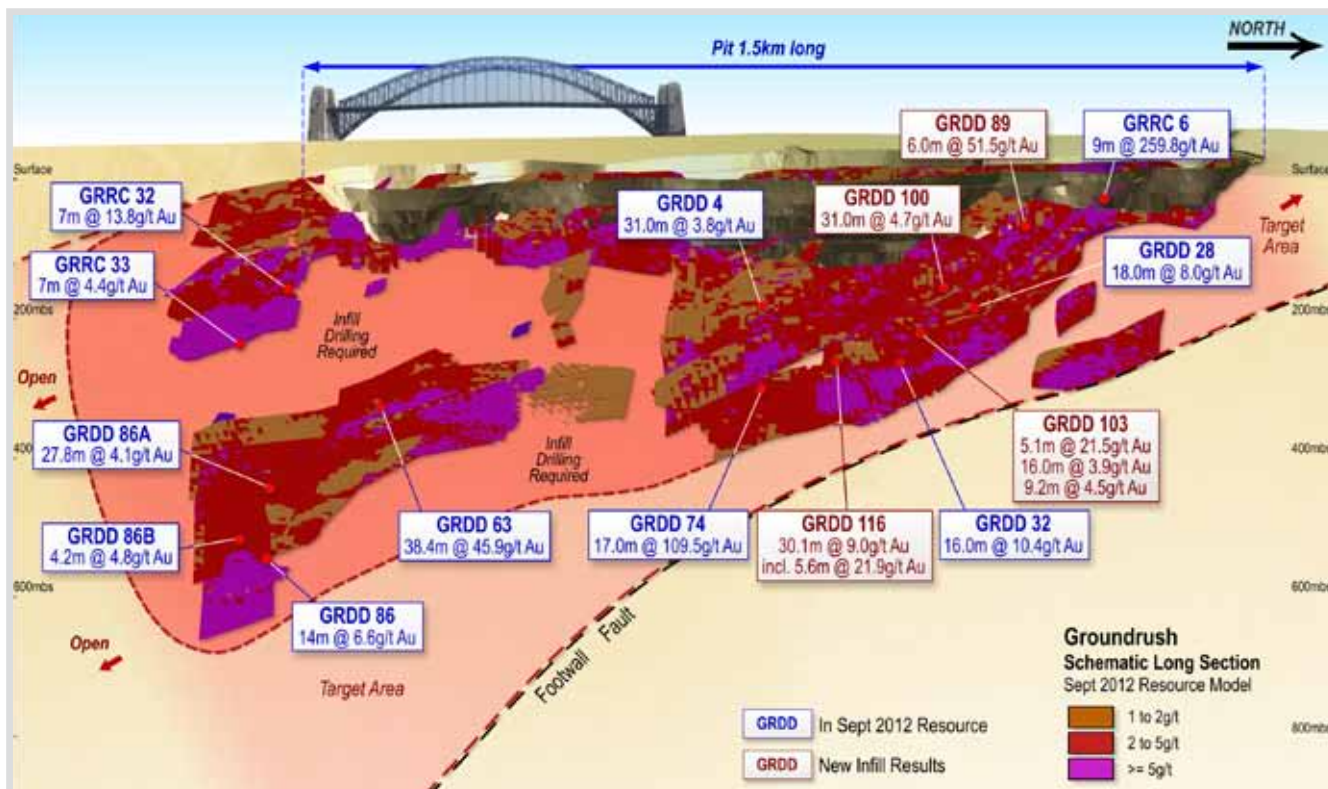 NORTH
Pit 1.5km long
GRDD 89
6.0m @ 51.5g/t Au
GRRC 6
9m @ 259.8g/t Au
Surface
Surface
GRRC 32
7m @ 13.8g/t Au
GRDD 4
31.0m @ 3.8g/t Au
GRDD 100
31.0m @ 4.7g/t Au
Target
Area
GRRC 33
7m @ 4.4g/t Au
GRDD 28
18.0m @ 8.0g/t Au
200mbs
200mbs
Infill
Drilling
Required
Open
GRDD 86A
27.8m @ 4.1g/t Au
Infill
Drilling
Required
GRDD 103
5.1m @ 21.5g/t Au
16.0m @ 3.9g/t Au
9.2m @ 4.5g/t Au
400mbs
GRDD 86B
4.2m @ 4.8g/t Au
GRDD 63
38.4m @ 45.9g/t Au
GRDD 74
17.0m @ 109.5g/t Au
GRDD 116
30.1m @ 9.0g/t Au
incl. 5.6m @ 21.9g/t Au
GRDD 32
16.0m @ 10.4g/t Au
600mbs
600mbs
GRDD 86
14m @ 6.6g/t Au
Open
Target Area
Footwall Fault
Groundrush
Schematic Long Section
Sept 2012 Resource Model
GRDD In Sept 2012 Resource
GRDD New Infill Results
1 to 2g/t
2 to 5g/t
>= 5g/t
800mbs